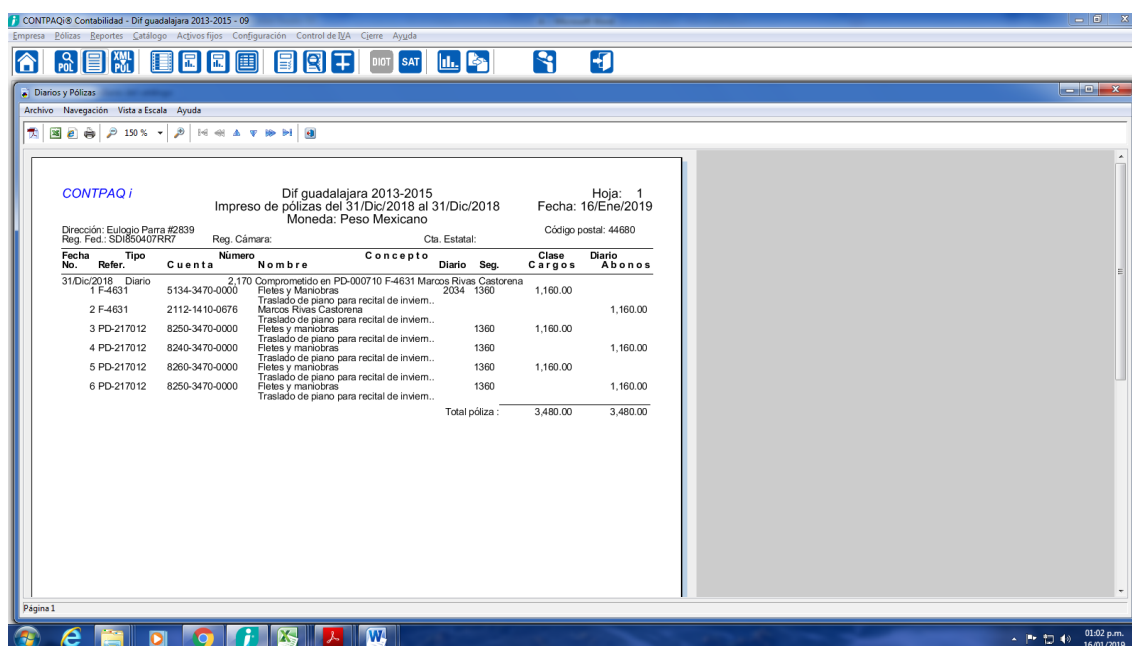 CONTPAQi® Contabilidad - Dif guadalajara 2013-2015 - 09
Empresa Pólizas Reportes Catálogo Activos fijos Configuración Control de IVA Cierre Ayuda
POL XML POL DIOT SAT
Diarios y Pólizas
Archivo Navegación Vista a Escala Ayuda
150 %
CONTPAQ i Dif guadalajara 2013-2015 Hoja: 1
Impreso de pólizas del 31/Dic/2018 al 31/Dic/2018 Fecha: 16/Ene/2019
Moneda: Peso Mexicano
Dirección: Eulogio Parra #2839 Código postal: 44680
Reg. Fed.: SDI850407RR7 Reg. Cámara: Cta. Estatal:
Fecha Tipo Número Concepto Clase Diario
No. Refer. Cuenta Nombre Diario Seg. Cargos Abonos
31/Dic/2018 Diario 2,170 Comprometido en PD-000710 F-4631 Marcos Rivas Castorena
1 F-4631 5134-3470-0000 Fletes y Maniobras 2034 1360 1,160.00
Traslado de piano para recital de inviern..
2 F-4631 2112-1410-0676 Marcos Rivas Castorena 1,160.00
Traslado de piano para recital de inviern..
3 PD-217012 8250-3470-0000 Fletes y maniobras 1360 1,160.00
Traslado de piano para recital de inviern..
4 PD-217012 8240-3470-0000 Fletes y maniobras 1360 1,160.00
Traslado de piano para recital de inviern..
5 PD-217012 8260-3470-0000 Fletes y maniobras 1360 1,160.00
Traslado de piano para recital de inviern..
6 PD-217012 8250-3470-0000 Fletes y maniobras 1360 1,160.00
Traslado de piano para recital de inviern..
Total póliza : 3,480.00 3,480.00
Página 1
01:02 p.m.
16/01/2019